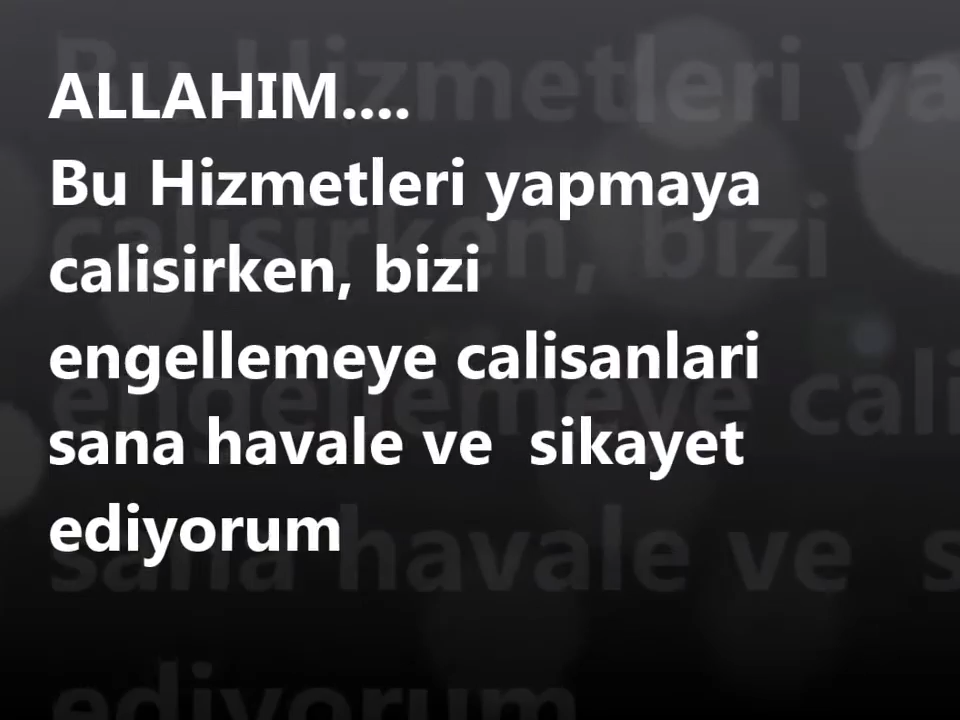 ALLAHIM....
Bu Hizmetleri yapmaya
calisirken, bizi
engellemeye calisanlari
sana havale ve  sikayet
ediyorum